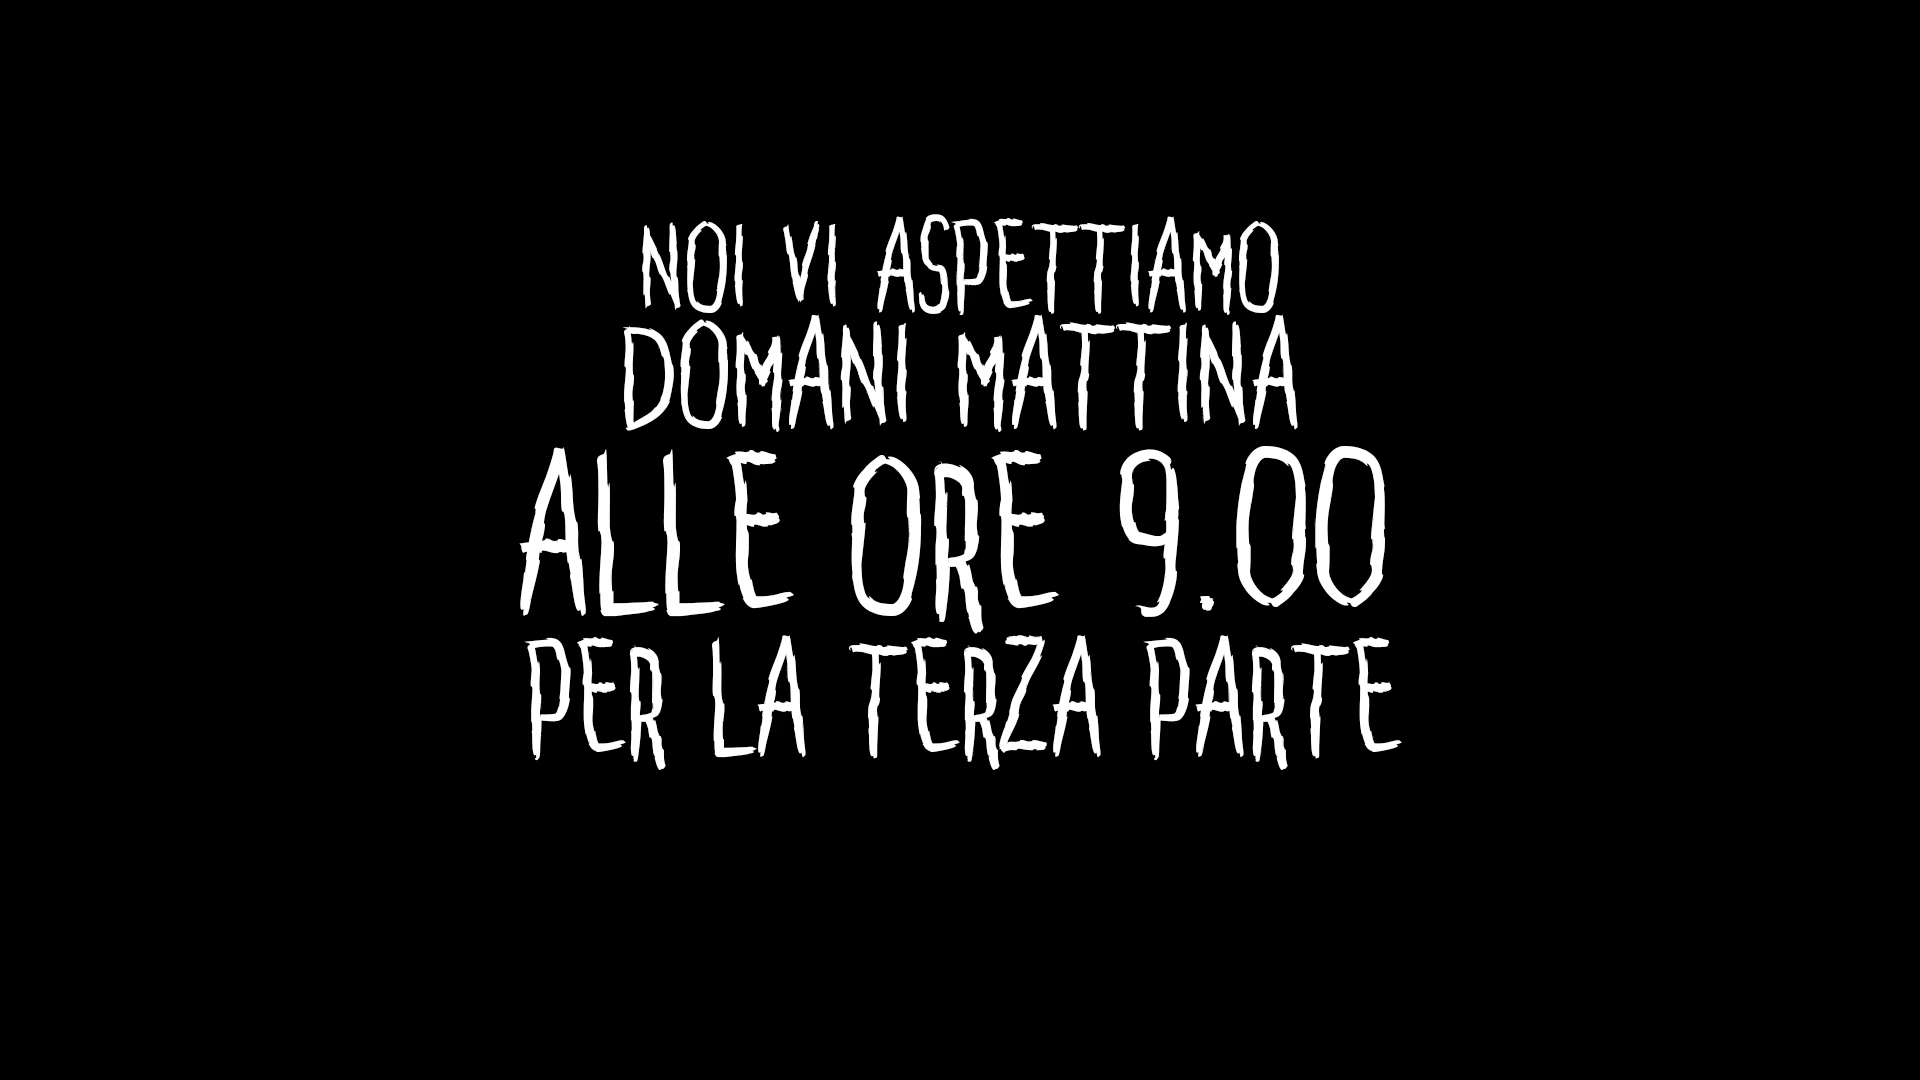 NOI VI ASPETTIAMO
DOMANI MATTINA
ALLE ORE 9.00
PER LA TERZA PARTE